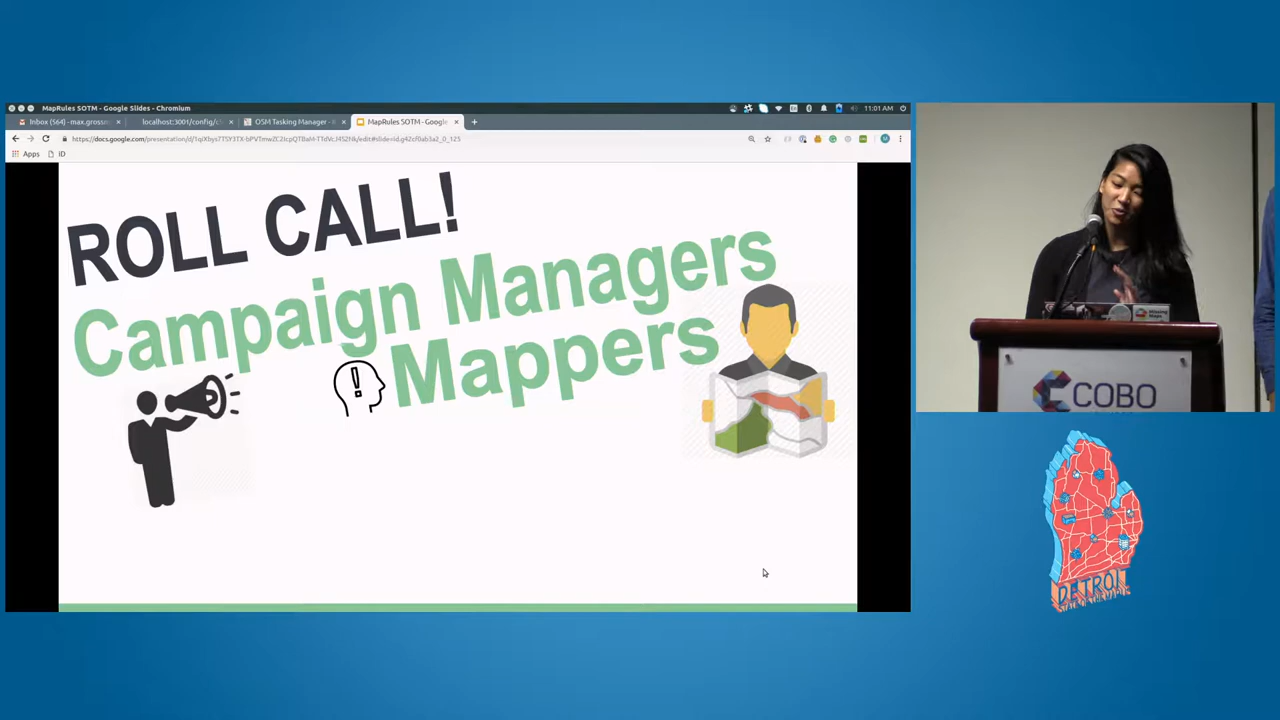 MapRules SOTM - Google Slides - Chromium
11:01 AM
Inbox (564) - max.grossm
localhost:3001/config/c
OSM Tasking Manager -
MapRules SOTM - Google
Apps
ID
ROLL CALL!
Campaign Managers
Mappers
COBO
DETROIT